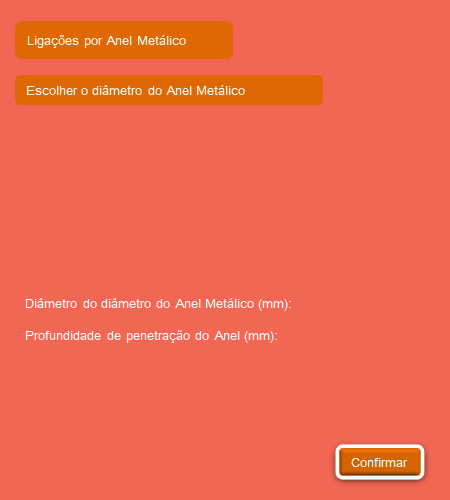 Ligações por Anel Metálico
Escolher o diâmetro do Anel Metálico
Diâmetro do diâmetro do Anel Metálico (mm):
Profundidade de penetração do Anel (mm):
Confirmar